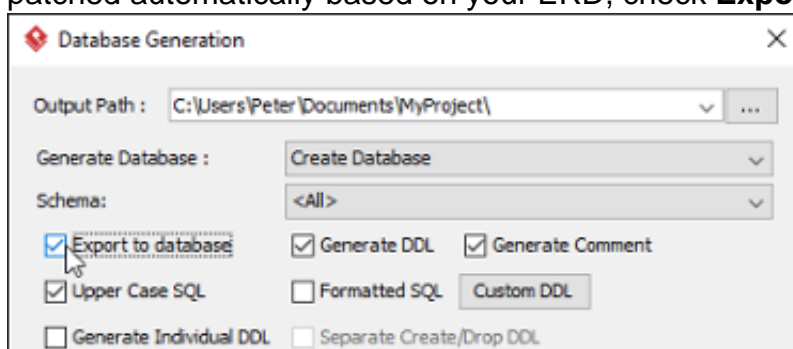 patched automatically based on your ERD, check Expo
Database Generation
Output Path : C:\Users\Peter\Documents\MyProject\ ...
Generate Database : Create Database
Schema: <All>
Export to database Generate DDL Generate Comment
Upper Case SQL Formatted SQL Custom DDL
Generate Individual DDL Separate Create/Drop DDL